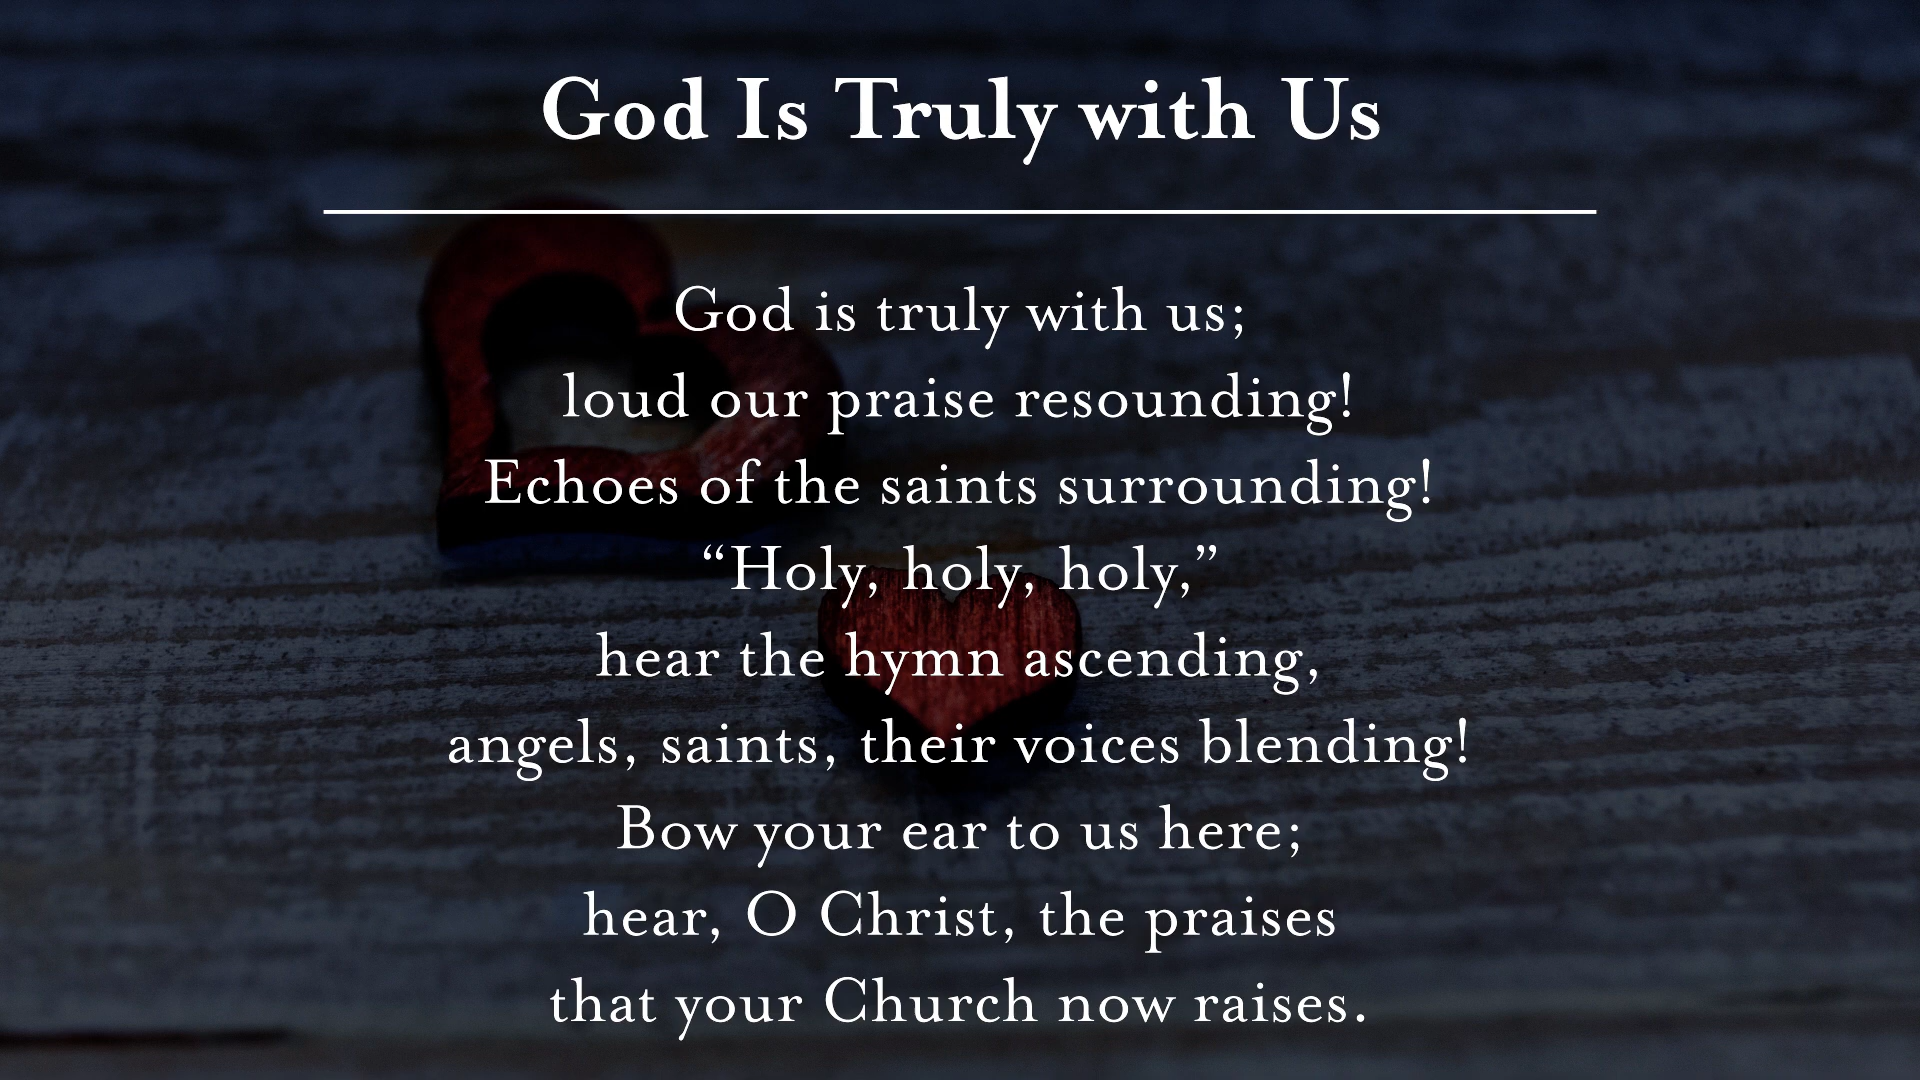 God Is Truly with Us
God is truly with us;
loud our praise resounding!
Echoes of the saints surrounding!
“Holy, holy, holy,”
hear the hymn ascending,
angels, saints, their voices blending!
Bow your ear to us here;
hear, O Christ, the praises
that your Church now raises.